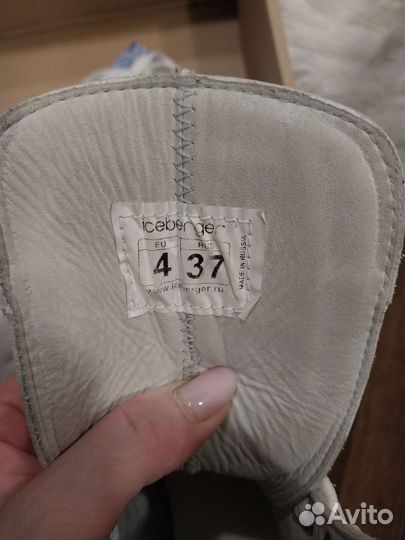 iceberger
EU RUS
4 37
www.iceberger.ru
MADE IN RUSSIA
Avito